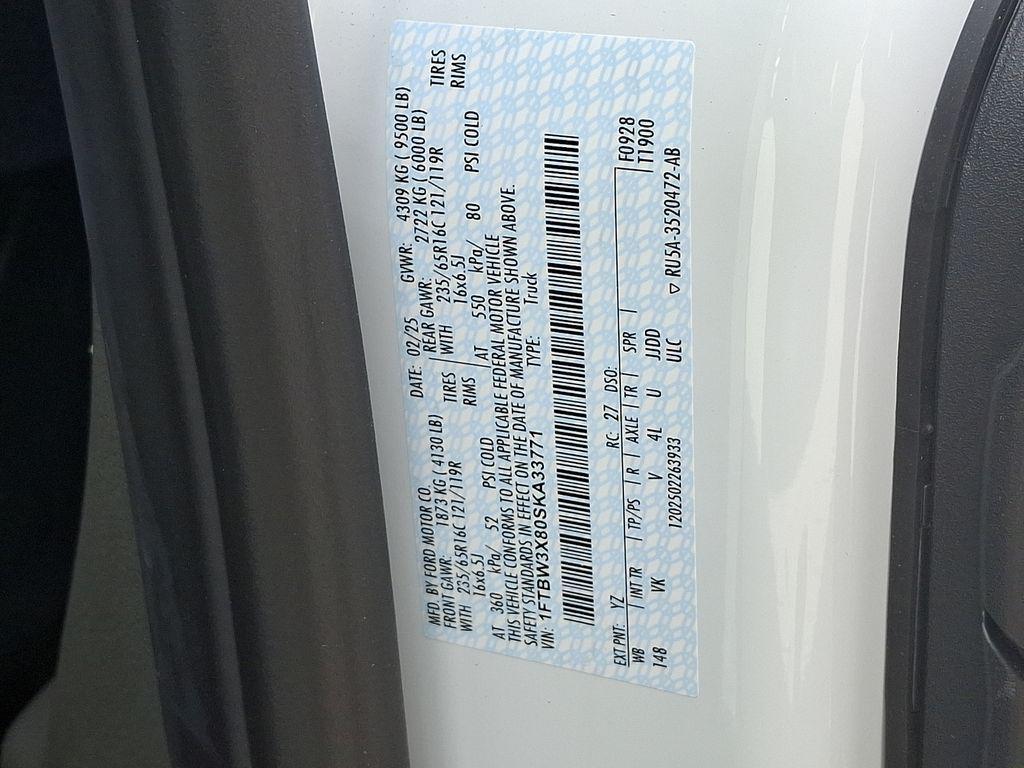 MFD. BY FORD MOTOR CO. DATE: 02/25 GVWR: 4309 KG ( 9500 LB)
FRONT GAWR: 1873 KG ( 4130 LB) REAR GAWR: 2722 KG ( 6000 LB)
WITH 235/65R16C 121/119R TIRES WITH 235/65R16C 121/119R TIRES
16x6.5J RIMS 16x6.5J RIMS
AT 360 kPa/ 52 PSI COLD AT 550 kPa/ 80 PSI COLD
THIS VEHICLE CONFORMS TO ALL APPLICABLE FEDERAL MOTOR VEHICLE
SAFETY STANDARDS IN EFFECT ON THE DATE OF MANUFACTURE SHOWN ABOVE.
VIN: 1FTBW3X80SKA33771 TYPE: Truck
EXT PNT: YZ RC: 27 DSO: F0928
WB INT TR TP/PS R AXLE TR SPR T1900
148 VK V 4L U JJDD
12025022263933 ULC ▽ RU5A-3520472-AB